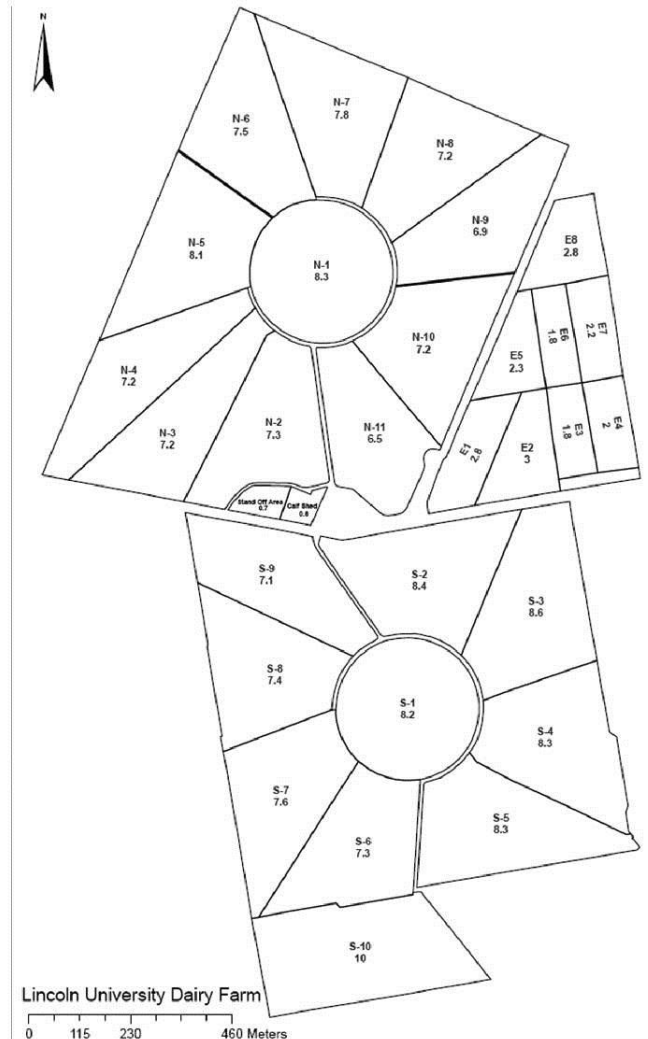 N
N-7
7.8
N-6
7.5
N-8
7.2
N-9
6.9
N-5
8.1
N-1
8.3
E8
2.8
N-10
7.2
E5
2.3
E6
1.8
E7
2.2
N-4
7.2
N-3
7.2
N-2
7.3
N-11
6.5
E1
2.8
E2
3
E3
1.8
E4
2
Stand Off Area
0.7
Calf Shed
0.6
S-9
7.1
S-2
8.4
S-3
8.6
S-8
7.4
S-1
8.2
S-4
8.3
S-7
7.6
S-6
7.3
S-5
8.3
S-10
10
Lincoln University Dairy Farm
0 115 230 460 Meters